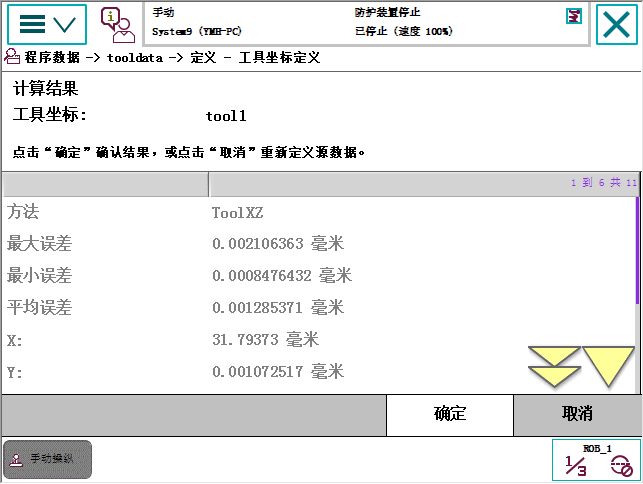 手动
防护装置停止
System9 (YMH-PC)
已停止 (速度 100%)
程序数据 -> tooldata -> 定义 - 工具坐标定义
计算结果
工具坐标: tool1
点击“确定”确认结果，或点击“取消”重新定义源数据。
1 到 6 共 11
方法 ToolXZ
最大误差 0.002106363 毫米
最小误差 0.0008476432 毫米
平均误差 0.001285371 毫米
X: 31.79373 毫米
Y: 0.001072517 毫米
确定 取消
手动操纵
ROB_1
1/3